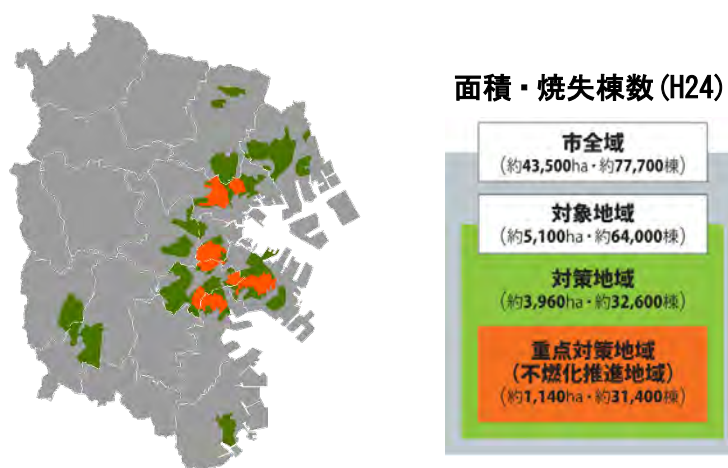 面積・焼失棟数(H24)
市全域
(約43,500ha・約77,700棟)
対象地域
(約5,100ha・約64,000棟)
対策地域
(約3,960ha・約32,600棟)
重点対策地域
(不燃化推進地域)
(約1,140ha・約31,400棟)